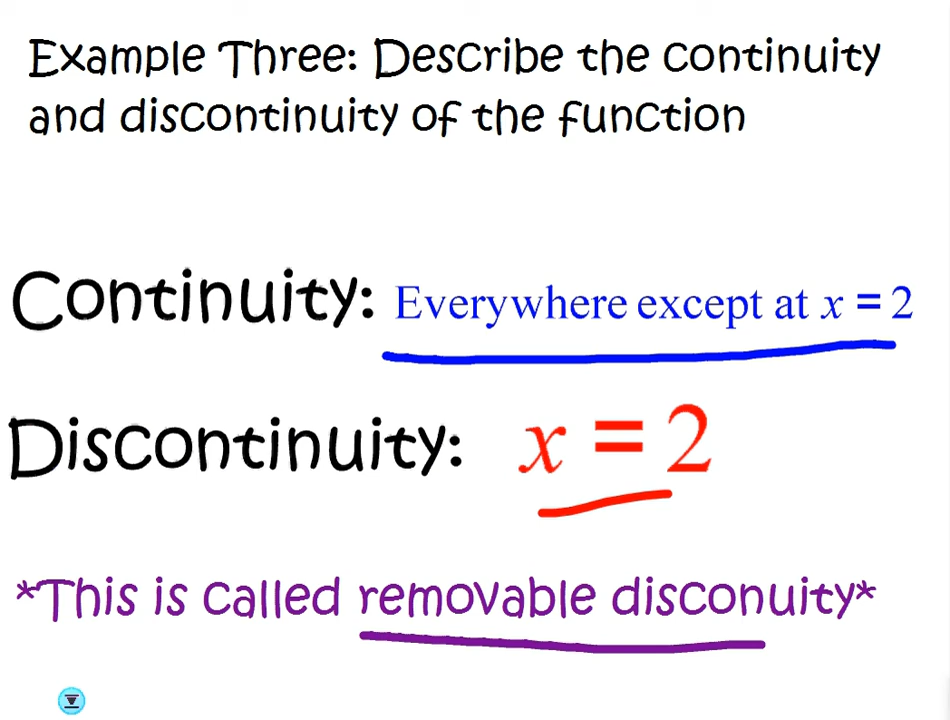 Example Three: Describe the continuity
and discontinuity of the function
Continuity: Everywhere except at x = 2
Discontinuity: x = 2
*This is called removable disconuity*